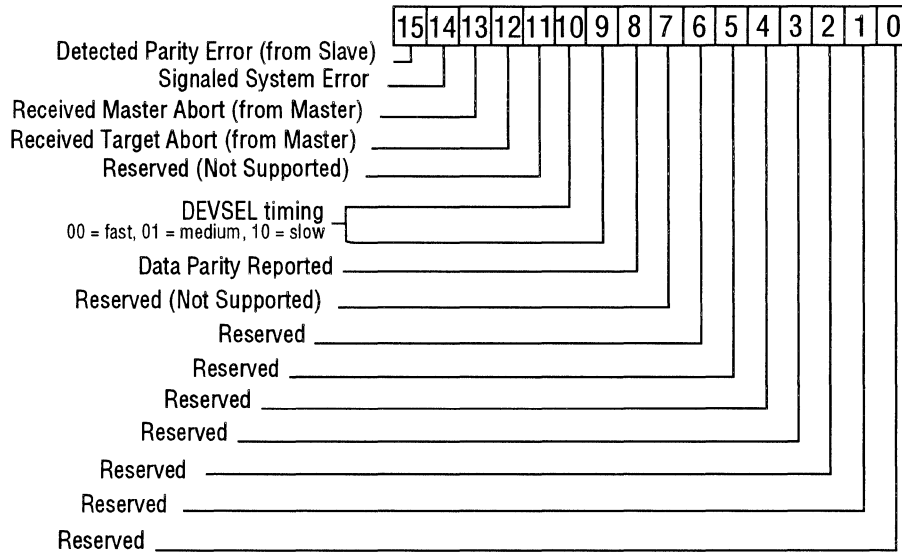 15 14 13 12 11 10 9 8 7 6 5 4 3 2 1 0
Detected Parity Error (from Slave)
Signaled System Error
Received Master Abort (from Master)
Received Target Abort (from Master)
Reserved (Not Supported)
DEVSEL timing
00 = fast, 01 = medium, 10 = slow
Data Parity Reported
Reserved (Not Supported)
Reserved
Reserved
Reserved
Reserved
Reserved
Reserved
Reserved